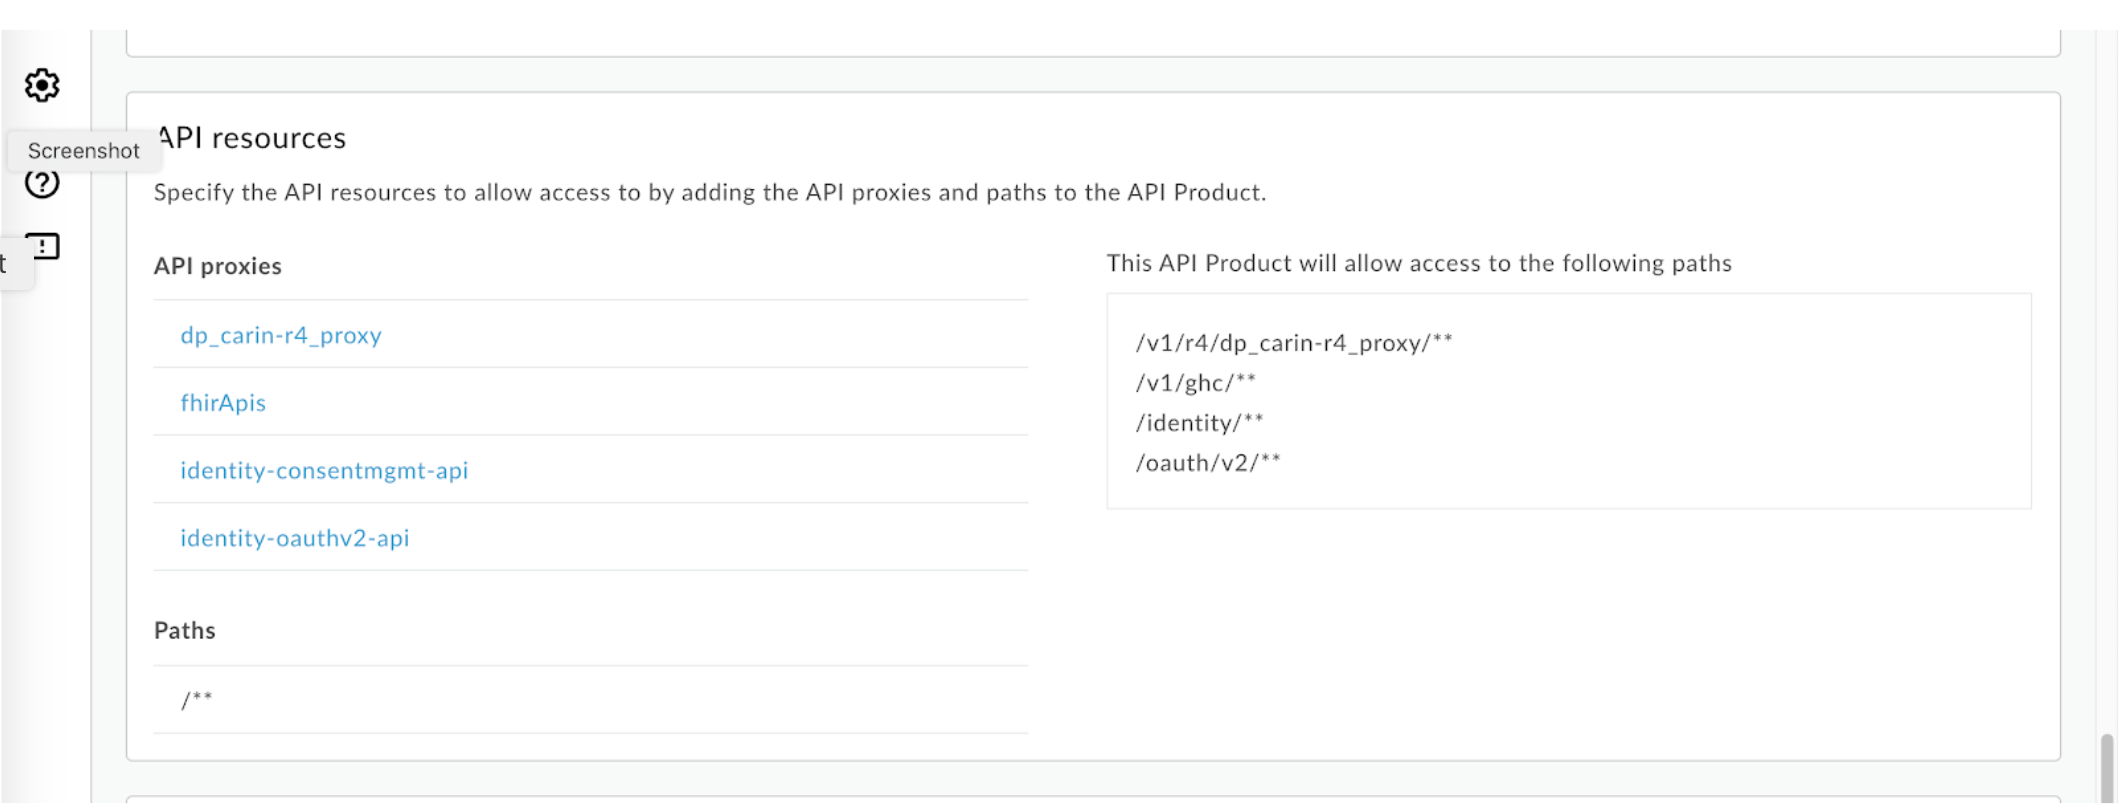 Screenshot
API resources
Specify the API resources to allow access to by adding the API proxies and paths to the API Product.
API proxies
dp_carin-r4_proxy
fhirApis
identity-consentmgmt-api
identity-oauthv2-api
Paths
/**
This API Product will allow access to the following paths
/v1/r4/dp_carin-r4_proxy/**
/v1/ghc/**
/identity/**
/oauth/v2/**
t